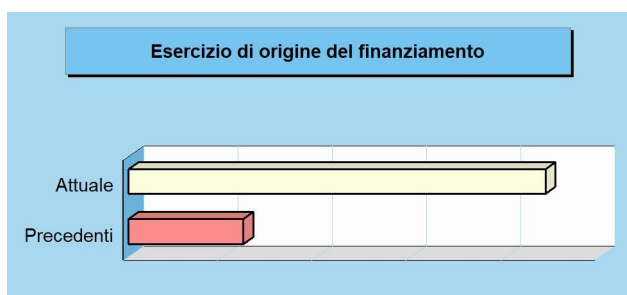 Esercizio di origine del finanziamento
Attuale
Precedenti